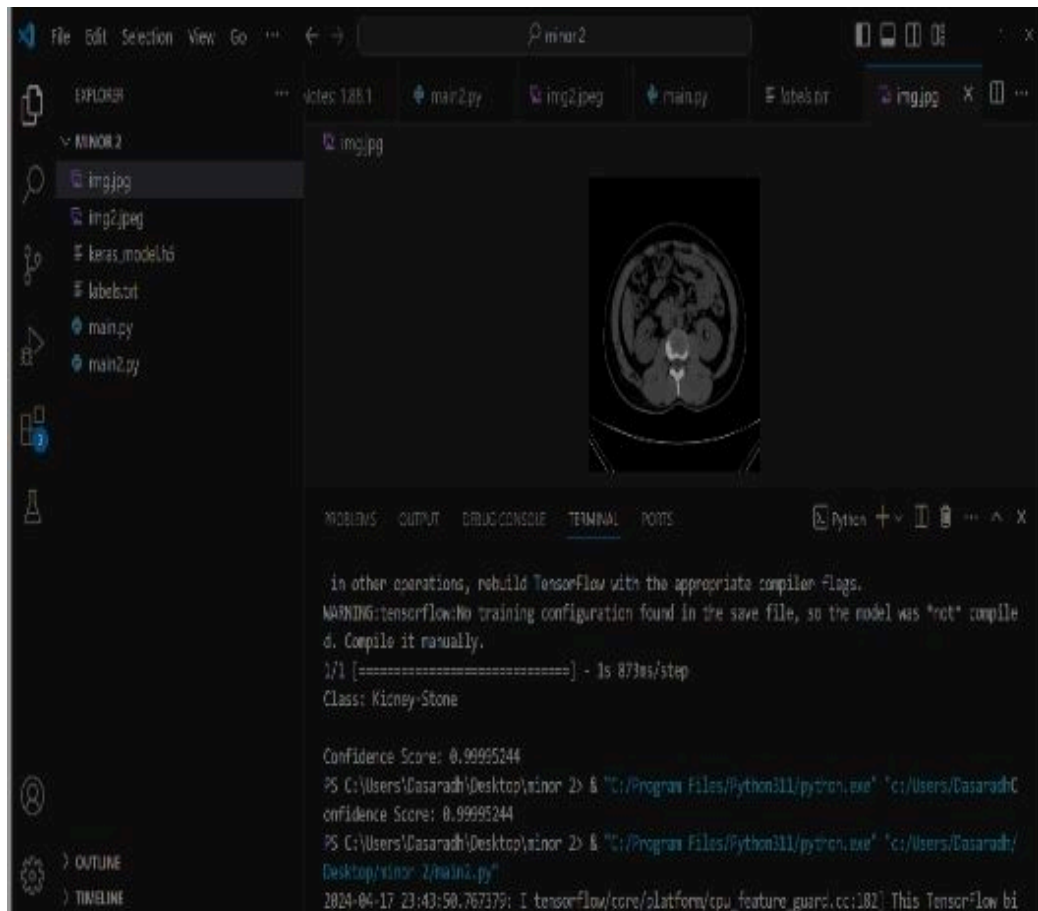 File Edit Selection View Go ··· minor 2
EXPLORER ··· Notes: 1.88.1 main2.py img2.jpeg main.py labels.txt img.jpg
MINOR 2
img.jpg
img.jpg
img2.jpeg
keras_model.h5
labels.txt
main.py
main2.py
3
PROBLEMS OUTPUT DEBUG CONSOLE TERMINAL PORTS Python
in other operations, rebuild TensorFlow with the appropriate compiler flags.
WARNING:tensorflow:No training configuration found in the save file, so the model was *not* compile
d. Compile it manually.
1/1 [==============================] - 1s 873ms/step
Class: Kidney-Stone
Confidence Score: 0.99995244
PS C:\Users\Dasaradh\Desktop\minor 2> & "C:/Program Files/Python311/python.exe" "c:/Users/DasaradhC
onfidence Score: 0.99995244
PS C:\Users\Dasaradh\Desktop\minor 2> & "C:/Program Files/Python311/python.exe" "c:/Users/Dasaradh/
Desktop/minor 2/main2.py"
2024-04-17 23:43:50.767379: I tensorflow/core/platform/cpu_feature_guard.cc:182] This TensorFlow bi
OUTLINE
TIMELINE